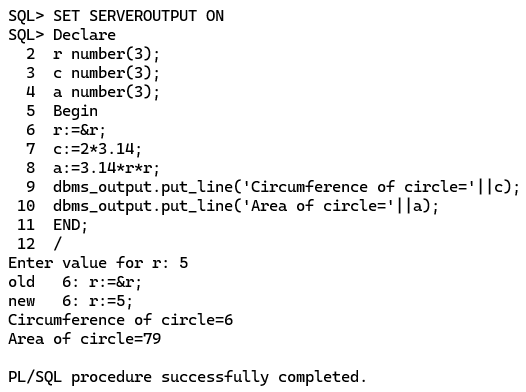 SQL> SET SERVEROUTPUT ON
SQL> Declare
  2  r number(3);
  3  c number(3);
  4  a number(3);
  5  Begin
  6  r:=&r;
  7  c:=2*3.14;
  8  a:=3.14*r*r;
  9  dbms_output.put_line('Circumference of circle='||c);
 10  dbms_output.put_line('Area of circle='||a);
 11  END;
 12  /
Enter value for r: 5
old   6: r:=&r;
new   6: r:=5;
Circumference of circle=6
Area of circle=79

PL/SQL procedure successfully completed.